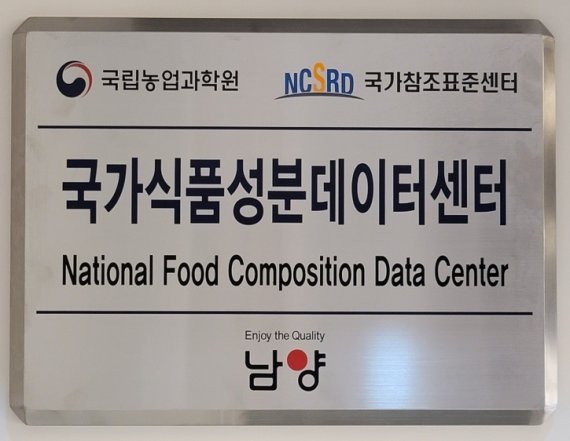 국립농업과학원 NCSRD 국가참조표준센터
국가식품성분데이터센터
National Food Composition Data Center
Enjoy the Quality
남양